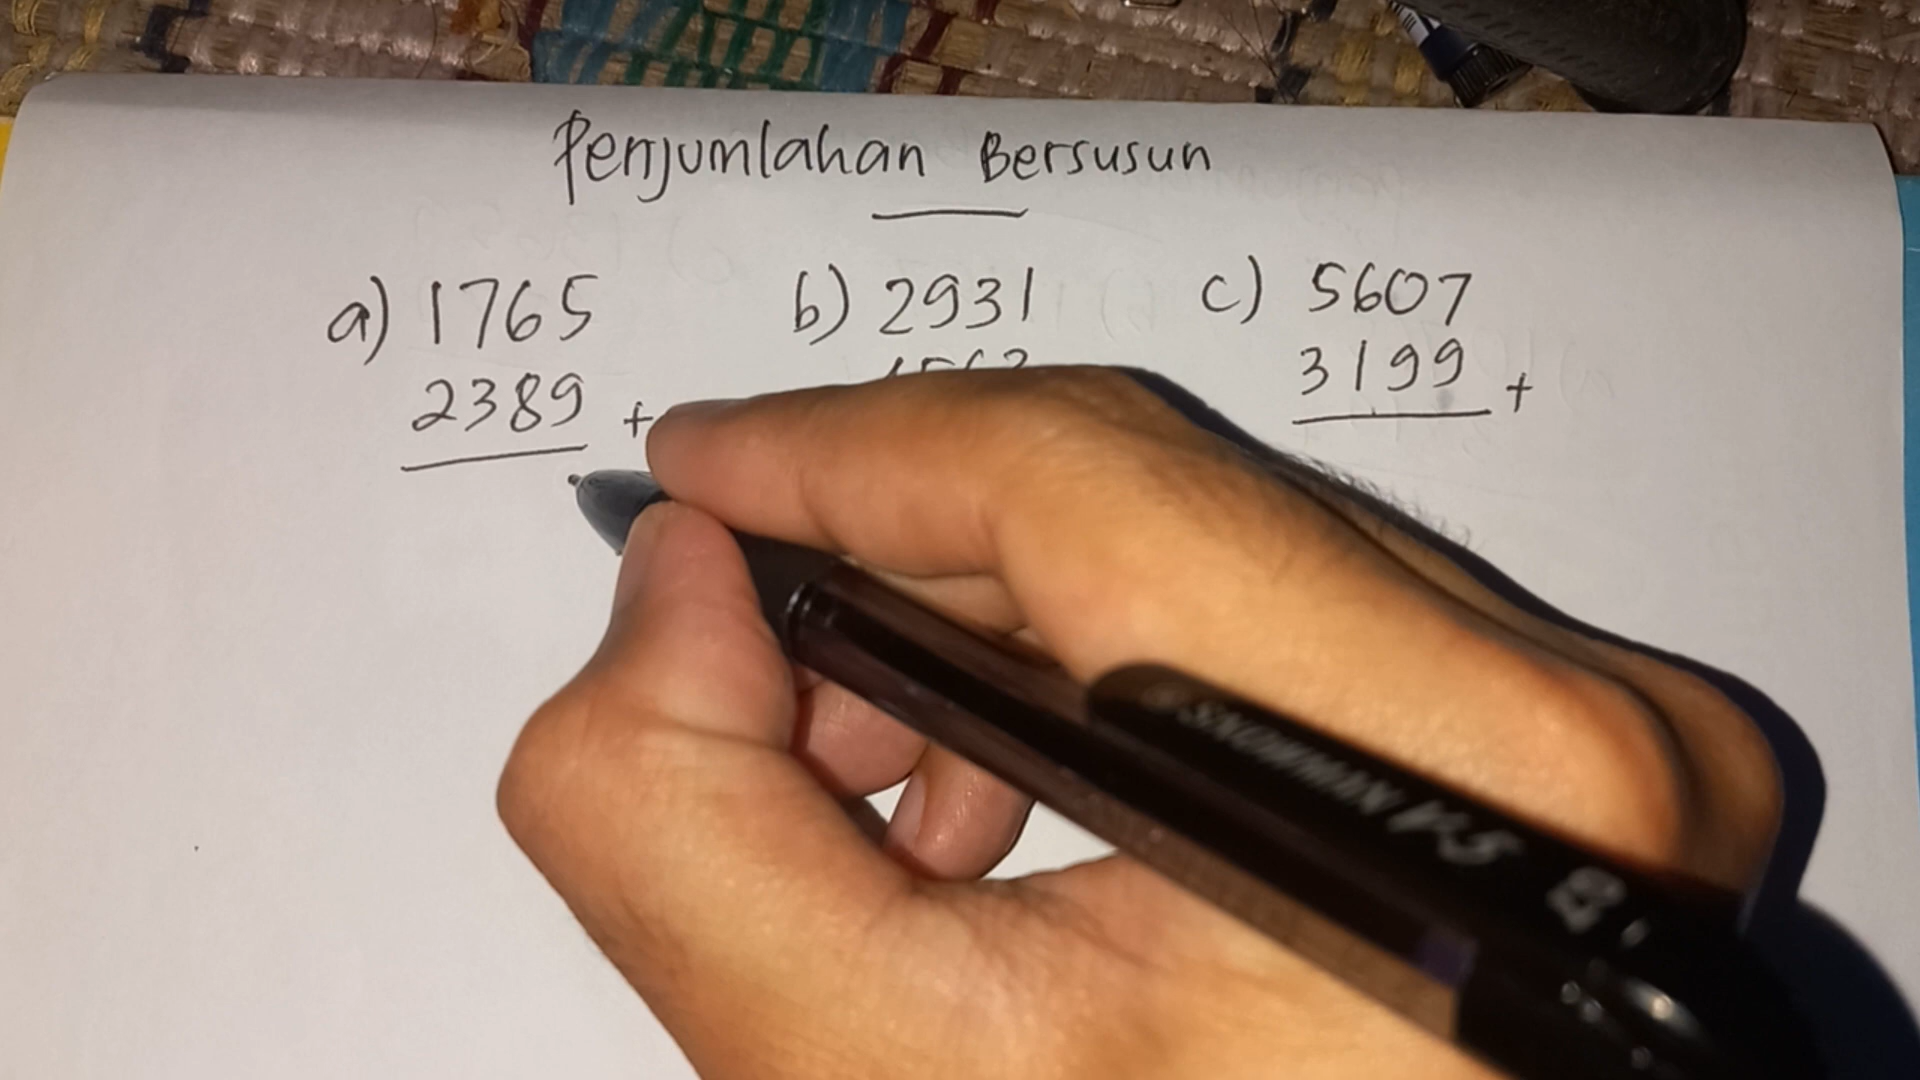 Penjumlahan Bersusun
a) 1765
2389 +
b) 2931
c) 5607
3199 +
SNOWMAN V-5